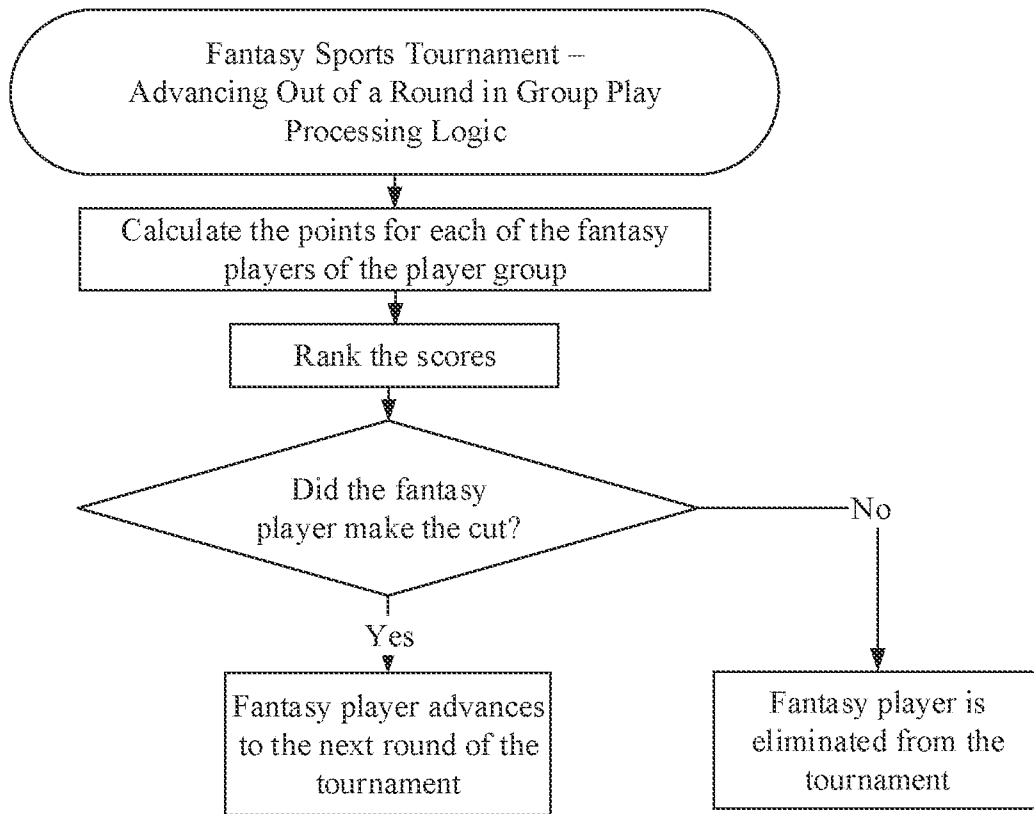 Fantasy Sports Tournament –
Advancing Out of a Round in Group Play
Processing Logic
Calculate the points for each of the fantasy
players of the player group
Rank the scores
Did the fantasy
player make the cut?
No
Yes
Fantasy player advances
to the next round of the
tournament
Fantasy player is
eliminated from the
tournament